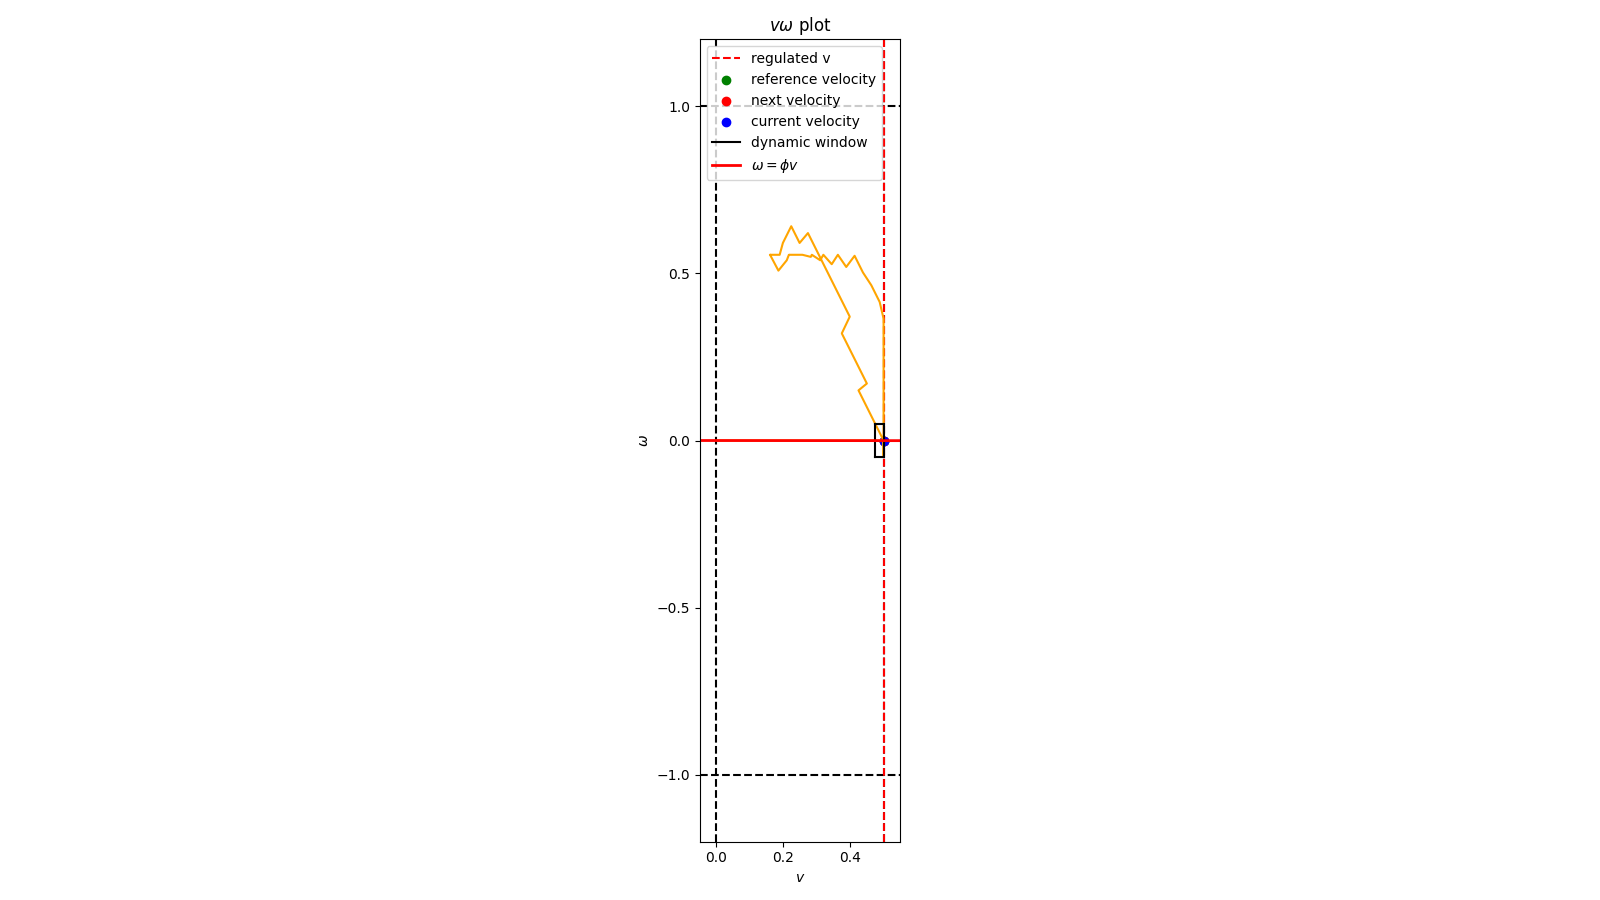 vω plot
regulated v
reference velocity
next velocity
current velocity
dynamic window
ω = ϕv
1.0
0.5
0.0
−0.5
−1.0
ω
0.0 0.2 0.4
v